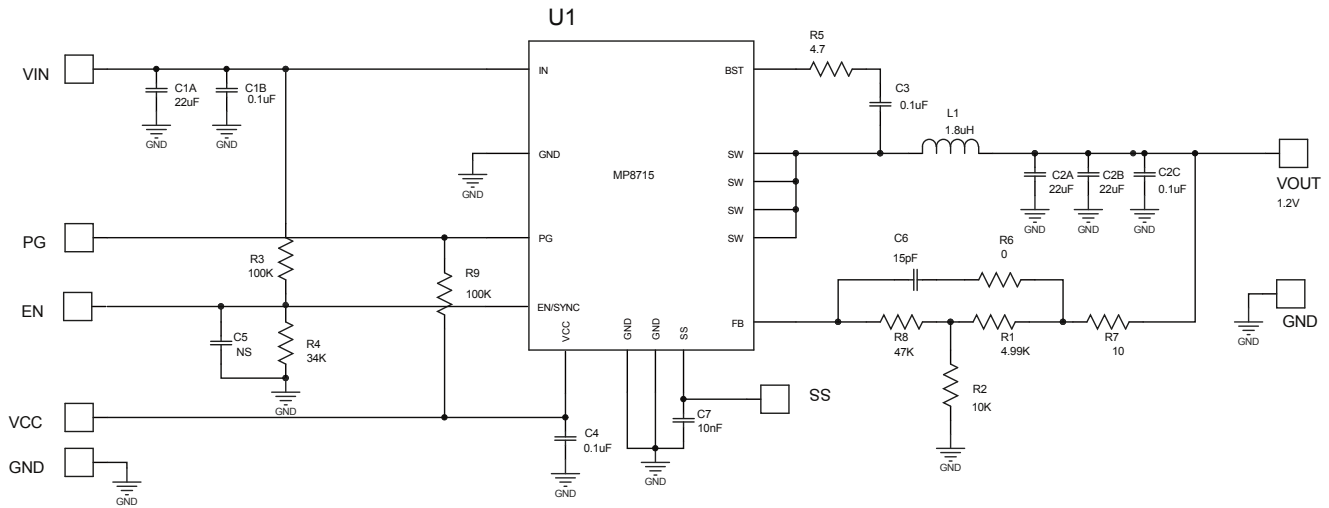 U1
VIN
C1A
22uF
GND
C1B
0.1uF
GND
IN
BST
R5
4.7
C3
0.1uF
L1
1.8uH
GND
GND
MP8715
SW
SW
SW
SW
C2A
22uF
GND
C2B
22uF
GND
C2C
0.1uF
GND
VOUT
1.2V
PG
R3
100K
PG
R9
100K
C6
15pF
R6
0
GND
EN
EN/SYNC
VCC
GND
GND
SS
FB
C5
NS
R4
34K
GND
R8
47K
R1
4.99K
R7
10
R2
10K
GND
VCC
C4
0.1uF
GND
C7
10nF
GND
SS
GND
GND
GND